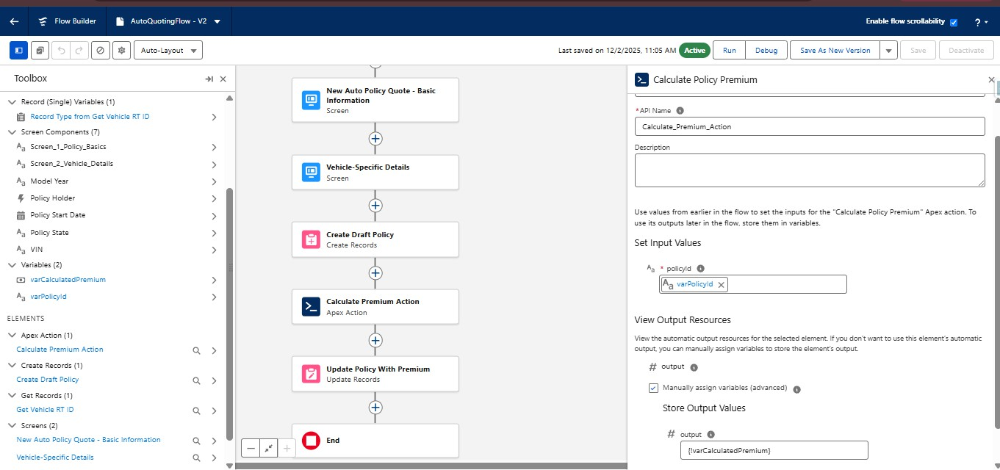 Flow Builder
AutoQuotingFlow - V2
Enable flow scrollability
?
Auto-Layout
Last saved on 12/2/2025, 11:05 AM
Active
Run
Debug
Save As New Version
Save
Deactivate
Toolbox
Record (Single) Variables (1)
Record Type from Get Vehicle RT ID
Screen Components (7)
Aa Screen_1_Policy_Basics
Aa Screen_2_Vehicle_Details
Aa Model Year
Policy Holder
Policy Start Date
Aa Policy State
Aa VIN
Variables (2)
varCalculatedPremium
Aa varPolicyId
ELEMENTS
Apex Action (1)
Calculate Premium Action
Create Records (1)
Create Draft Policy
Get Records (1)
Get Vehicle RT ID
Screens (2)
New Auto Policy Quote - Basic Information
Vehicle-Specific Details
New Auto Policy Quote - Basic
Information
Screen
Vehicle-Specific Details
Screen
Create Draft Policy
Create Records
Calculate Premium Action
Apex Action
Update Policy With Premium
Update Records
End
Calculate Policy Premium
*API Name
Calculate_Premium_Action
Description
Use values from earlier in the flow to set the inputs for the "Calculate Policy Premium" Apex action. To
use its outputs later in the flow, store them in variables.
Set Input Values
Aa * policyId
Aa varPolicyId
View Output Resources
View the automatic output resources for the selected element. If you don't want to use this element's automatic
output, you can manually assign variables to store the element's output.
# output
Manually assign variables (advanced)
Store Output Values
# output
{!varCalculatedPremium}